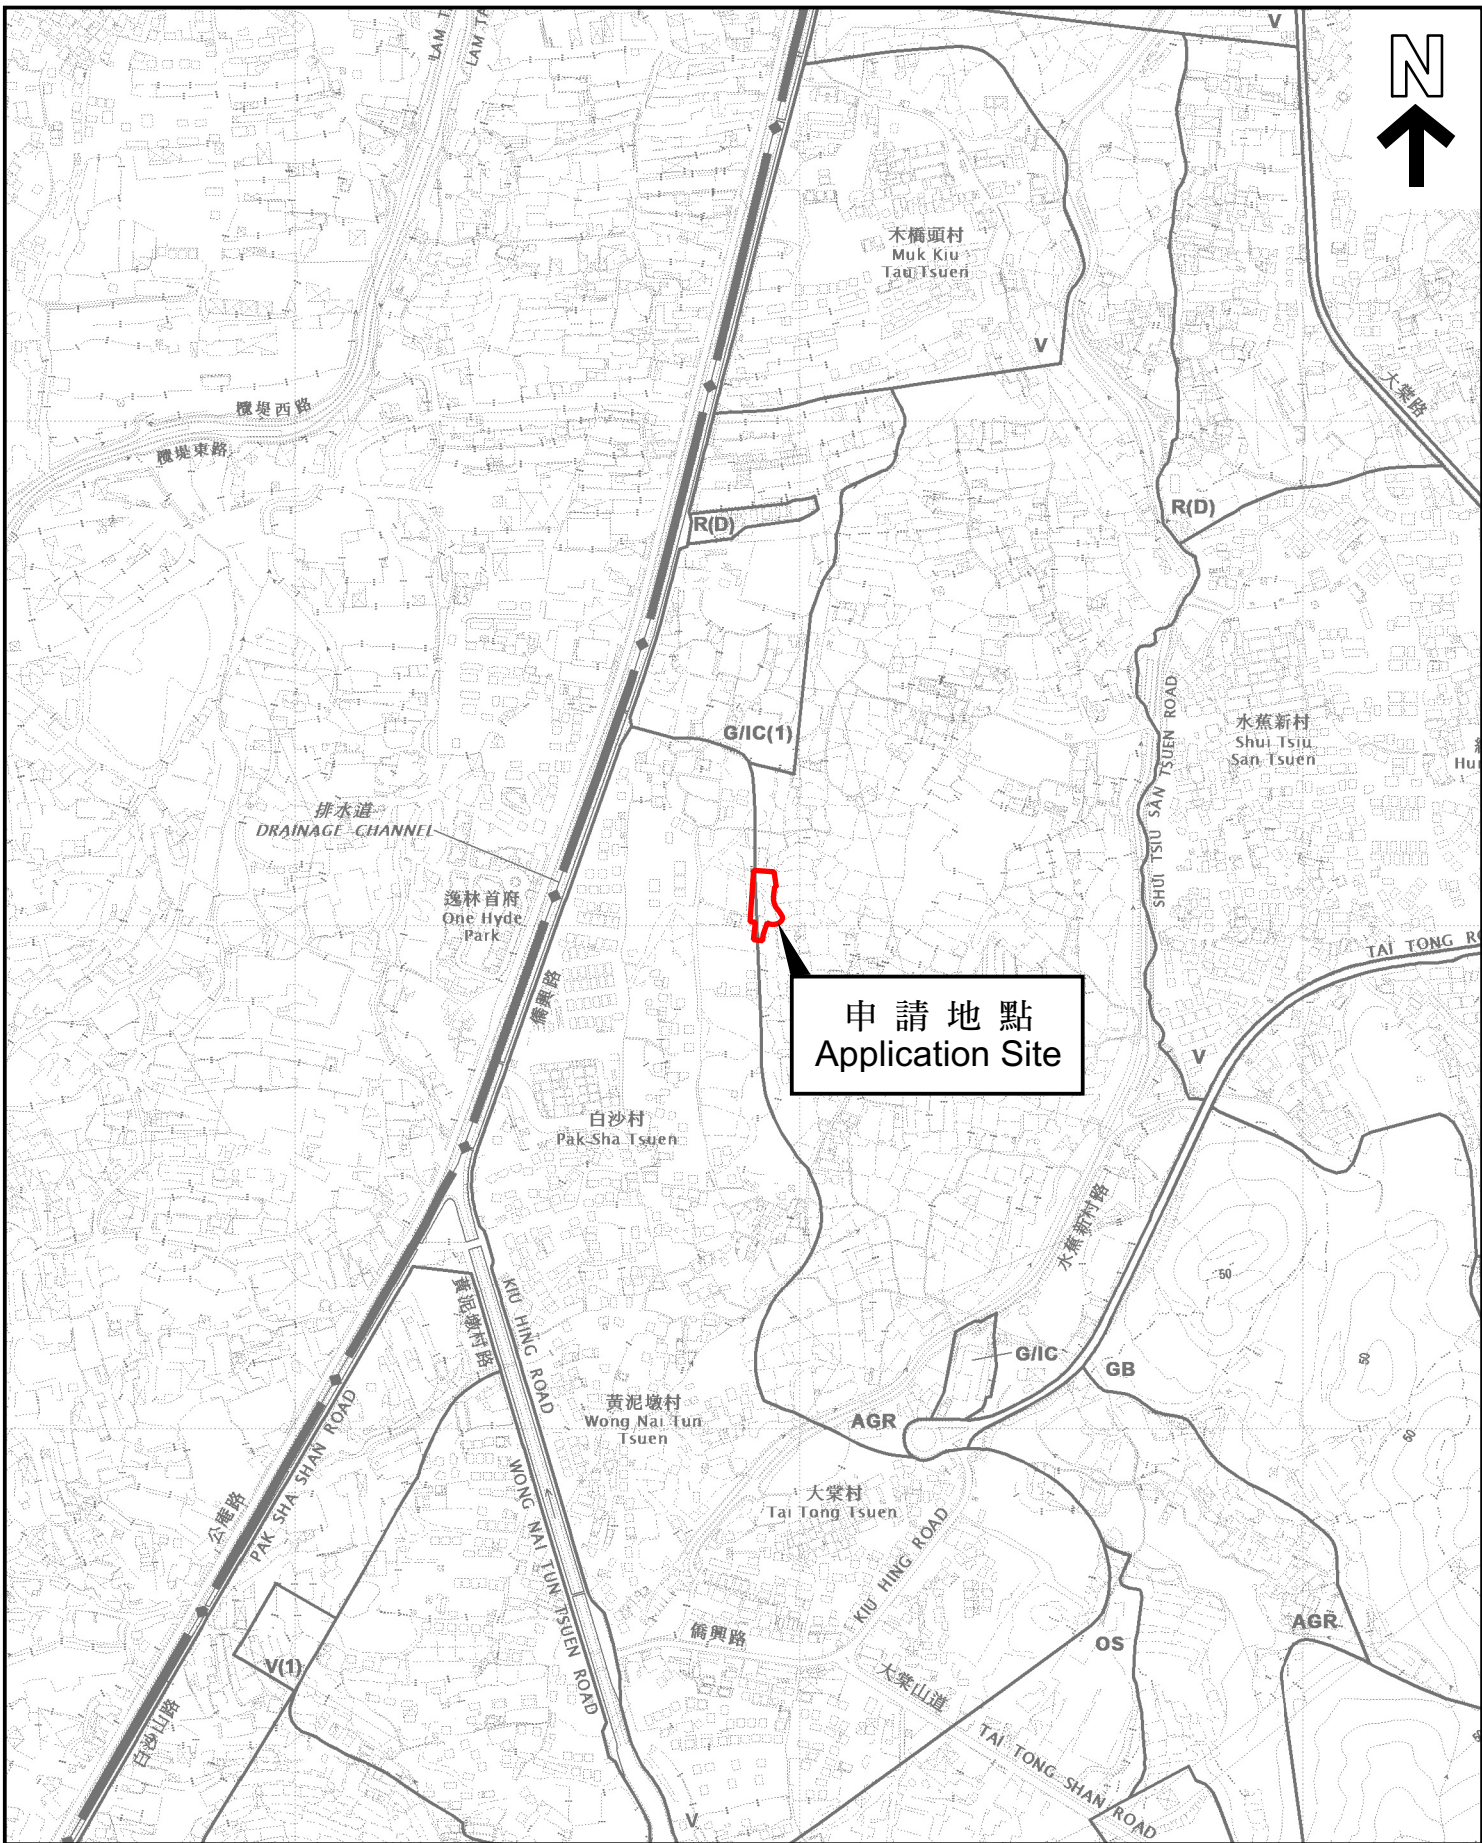 LAM T
LAM TA
V
N
木橋頭村
Muk Kiu
Tau Tsuen
V
大棠路
欖堤西路
欖堤東路
R(D)
R(D)
G/IC(1)
SHUI TSIU SAN TSUEN ROAD
水蕉新村
Shui Tsiu
San Tsuen
Hu
排水道
DRAINAGE CHANNEL
逸林首府
One Hyde
Park
僑興路
TAI TONG RO
申請地點
Application Site
V
白沙村
Pak Sha Tsuen
水蕉新村路
50
黃泥墩村路
KIU HING ROAD
G/IC
GB
50
黃泥墩村
Wong Nai Tun
Tsuen
AGR
60
公庵路
PAK SHA SHAN ROAD
WONG NAI TUN TSUEN ROAD
大棠村
Tai Tong Tsuen
KIU HING ROAD
僑興路
AGR
OS
V(1)
大棠山道
白沙山路
TAI TONG SHAN ROAD
V